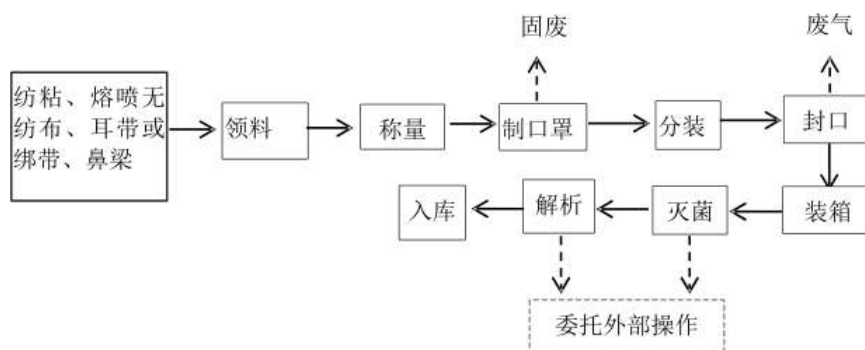 固废
废气
纺粘、熔喷无
纺布、耳带或
绑带、鼻梁
领料
称量
制口罩
分装
封口
入库
解析
灭菌
装箱
委托外部操作